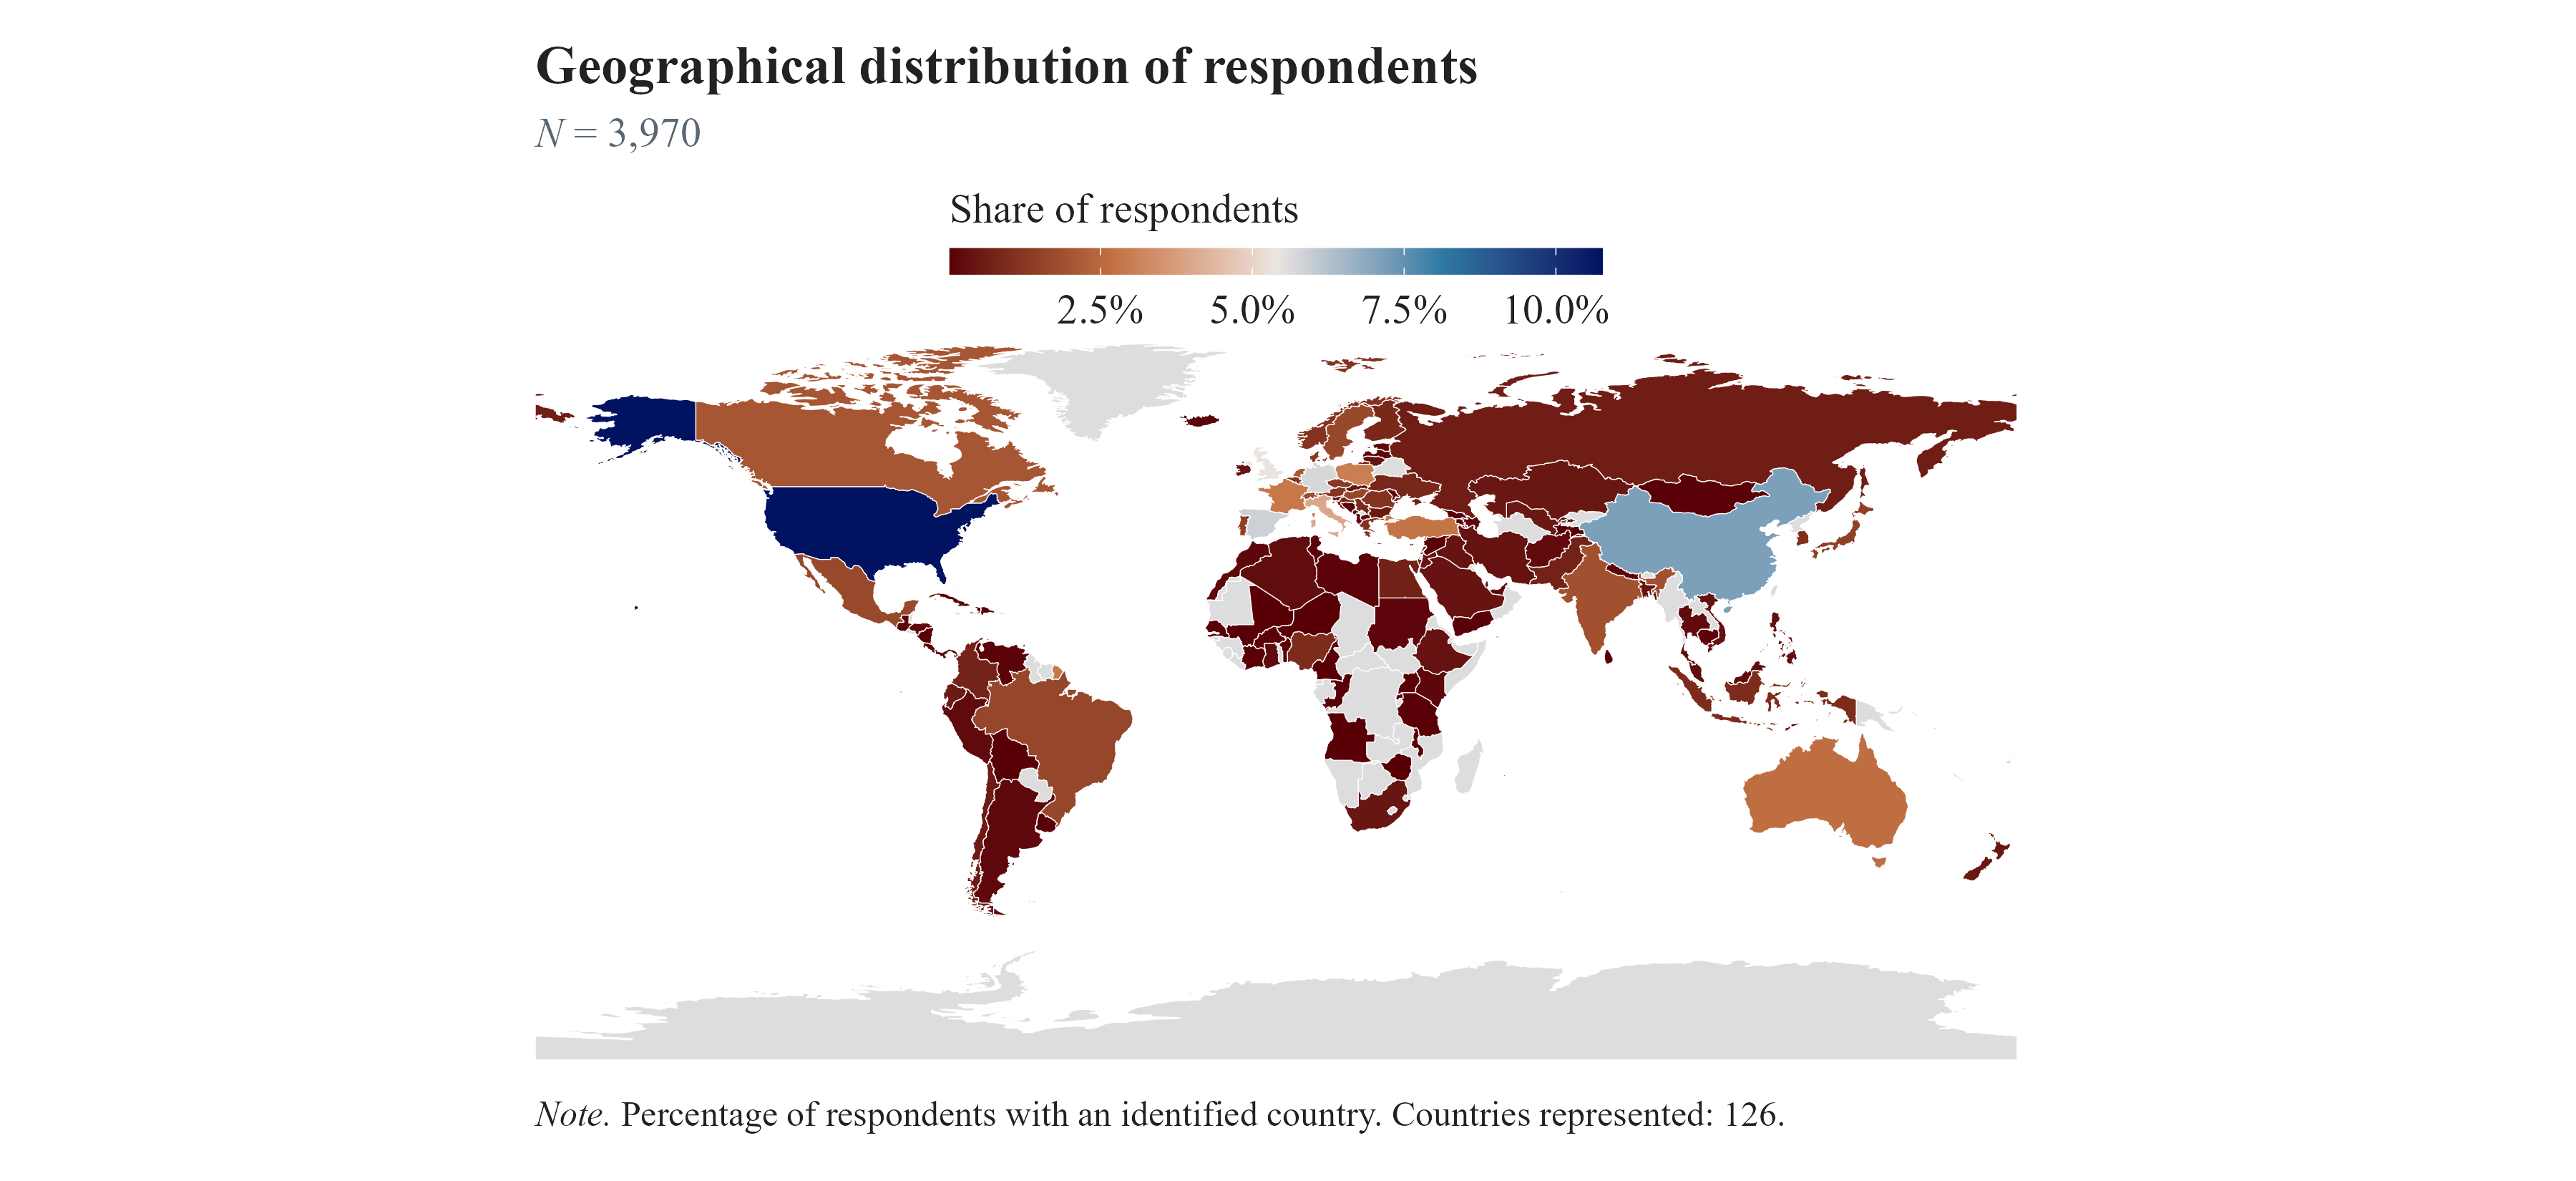 Geographical distribution of respondents
N = 3,970
Share of respondents
2.5% 5.0% 7.5% 10.0%
Note. Percentage of respondents with an identified country. Countries represented: 126.